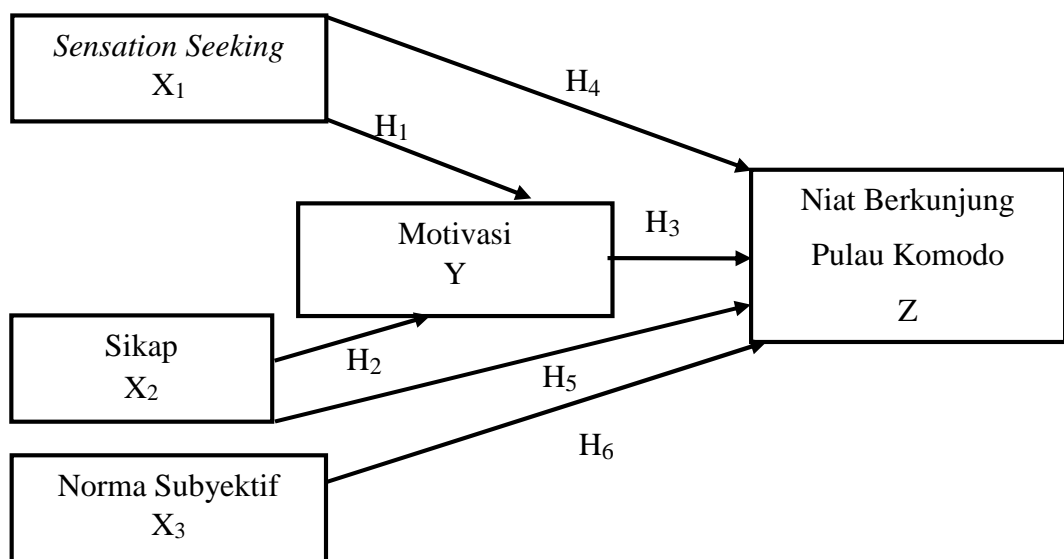 Sensation Seeking
X₁
H₄
H₁
Niat Berkunjung
Pulau Komodo
Z
Motivasi
Y
H₃
Sikap
X₂
H₂
H₅
H₆
Norma Subyektif
X₃